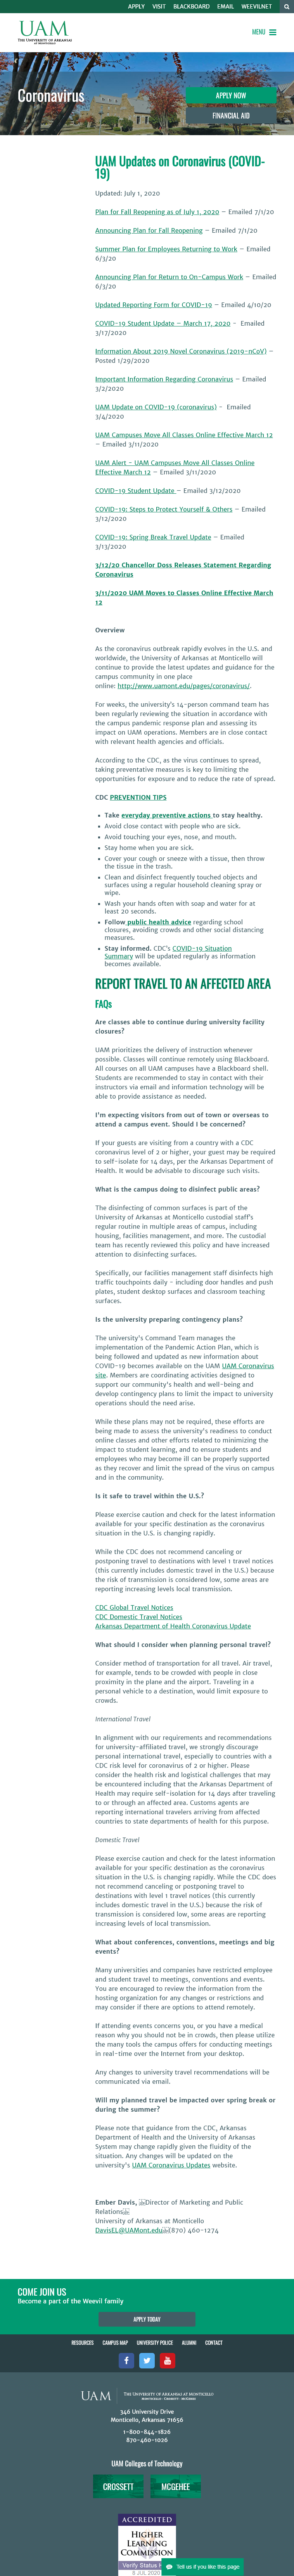 APPLY VISIT BLACKBOARD EMAIL WEEVILNET
UAM
THE UNIVERSITY OF ARKANSAS
MENU
Coronavirus
APPLY NOW
FINANCIAL AID
UAM Updates on Coronavirus (COVID-
19)
Updated: July 1, 2020
Plan for Fall Reopening as of July 1, 2020 – Emailed 7/1/20
Announcing Plan for Fall Reopening – Emailed 7/1/20
Summer Plan for Employees Returning to Work – Emailed
6/3/20
Announcing Plan for Return to On-Campus Work – Emailed
6/3/20
Updated Reporting Form for COVID-19 – Emailed 4/10/20
COVID-19 Student Update – March 17, 2020 - Emailed
3/17/2020
Information About 2019 Novel Coronavirus (2019-nCoV) –
Posted 1/29/2020
Important Information Regarding Coronavirus – Emailed
3/2/2020
UAM Update on COVID-19 (coronavirus) - Emailed
3/4/2020
UAM Campuses Move All Classes Online Effective March 12
– Emailed 3/11/2020
UAM Alert – UAM Campuses Move All Classes Online
Effective March 12 – Emailed 3/11/2020
COVID-19 Student Update – Emailed 3/12/2020
COVID-19: Steps to Protect Yourself & Others – Emailed
3/12/2020
COVID-19: Spring Break Travel Update – Emailed
3/13/2020
3/12/20 Chancellor Doss Releases Statement Regarding
Coronavirus
3/11/2020 UAM Moves to Classes Online Effective March
12
Overview
As the coronavirus outbreak rapidly evolves in the U.S. and
worldwide, the University of Arkansas at Monticello will
continue to provide the latest updates and guidance for the
campus community in one place
online: http://www.uamont.edu/pages/coronavirus/.
For weeks, the university's 14-person command team has
been regularly reviewing the situation in accordance with
the campus pandemic response plan and assessing its
impact on UAM operations. Members are in close contact
with relevant health agencies and officials.
According to the CDC, as the virus continues to spread,
taking preventative measures is key to limiting the
opportunities for exposure and to reduce the rate of spread.
CDC PREVENTION TIPS
• Take everyday preventive actions to stay healthy.
• Avoid close contact with people who are sick.
• Avoid touching your eyes, nose, and mouth.
• Stay home when you are sick.
• Cover your cough or sneeze with a tissue, then throw
the tissue in the trash.
• Clean and disinfect frequently touched objects and
surfaces using a regular household cleaning spray or
wipe.
• Wash your hands often with soap and water for at
least 20 seconds.
• Follow public health advice regarding school
closures, avoiding crowds and other social distancing
measures.
• Stay informed. CDC's COVID-19 Situation
Summary will be updated regularly as information
becomes available.
REPORT TRAVEL TO AN AFFECTED AREA
FAQs
Are classes able to continue during university facility
closures?
UAM prioritizes the delivery of instruction whenever
possible. Classes will continue remotely using Blackboard.
All courses on all UAM campuses have a Blackboard shell.
Students are recommended to stay in contact with their
instructors via email and information technology will be
able to provide assistance as needed.
I'm expecting visitors from out of town or overseas to
attend a campus event. Should I be concerned?
If your guests are visiting from a country with a CDC
coronavirus level of 2 or higher, your guest may be required
to self-isolate for 14 days, per the Arkansas Department of
Health. It would be advisable to discourage such visits.
What is the campus doing to disinfect public areas?
The disinfecting of common surfaces is part of the
University of Arkansas at Monticello custodial staff's
regular routine in multiple areas of campus, including
housing, facilities management, and more. The custodial
team has recently renewed this charge and have increased
attention to disinfecting surfaces.
Specifically, our facilities management staff disinfects high
traffic touchpoints daily - including door handles and push
plates, student desktop surfaces and classroom teaching
surfaces.
Is the university preparing contingency plans?
The university's Command Team manages the
implementation of the Pandemic Action Plan, which is
being followed and updated as new information about
COVID-19 becomes available on the UAM UAM Coronavirus
site. Members are coordinating activities designed to
support our community's health and well-being and
develop contingency plans to limit the impact to university
operations should the need arise.
While these plans may not be required, these efforts are
being made to assess the university's readiness to conduct
online classes and other efforts related to minimizing the
impact to student learning, and to ensure students and
employees who may become ill can be properly supported
as they recover and limit the spread of the virus on campus
and in the community.
Is it safe to travel within the U.S.?
Please exercise caution and check for the latest information
available for your specific destination as the coronavirus
situation in the U.S. is changing rapidly.
While the CDC does not recommend canceling or
postponing travel to destinations with level 1 travel notices
(this currently includes domestic travel in the U.S.) because
the risk of transmission is considered low, some areas are
reporting increases levels local transmission.
CDC Global Travel Notices
CDC Domestic Travel Notices
Arkansas Department of Health Coronavirus Update
What should I consider when planning personal travel?
Consider method of transportation for all travel. Air travel,
for example, tends to be crowded with people in close
proximity in the plane and the airport. Traveling in a
personal vehicle to a destination, would limit exposure to
crowds.
International Travel
In alignment with our requirements and recommendations
for university-affiliated travel, we strongly discourage
personal international travel, especially to countries with a
CDC risk level for coronavirus of 2 or higher. Please
consider the health risk and logistical challenges that may
be encountered including that the Arkansas Department of
Health may require self-isolation for 14 days after traveling
to or through an affected area. Customs agents are
reporting international travelers arriving from affected
countries to state departments of health for this purpose.
Domestic Travel
Please exercise caution and check for the latest information
available for your specific destination as the coronavirus
situation in the U.S. is changing rapidly. While the CDC does
not recommend canceling or postponing travel to
destinations with level 1 travel notices (this currently
includes domestic travel in the U.S.) because the risk of
transmission is considered low, some areas are reporting
increasing levels of local transmission.
What about conferences, conventions, meetings and big
events?
Many universities and companies have restricted employee
and student travel to meetings, conventions and events.
You are encouraged to review the information from the
hosting organization for any changes or restrictions and
may consider if there are options to attend remotely.
If attending events concerns you, or you have a medical
reason why you should not be in crowds, then please utilize
the many tools the campus offers for conducting meetings
in real-time over the Internet from your desktop.
Any changes to university travel recommendations will be
communicated via email.
Will my planned travel be impacted over spring break or
during the summer?
Please note that guidance from the CDC, Arkansas
Department of Health and the University of Arkansas
System may change rapidly given the fluidity of the
situation. Any changes will be updated on the
university's UAM Coronavirus Updates website.
Ember Davis, Director of Marketing and Public
Relations
University of Arkansas at Monticello
DavisEL@UAMont.edu (870) 460-1274
COME JOIN US
Become a part of the Weevil family
APPLY TODAY
RESOURCES CAMPUS MAP UNIVERSITY POLICE ALUMNI CONTACT
UAM THE UNIVERSITY OF ARKANSAS AT MONTICELLO
MONTICELLO · CROSSETT · McGEHEE
346 University Drive
Monticello, Arkansas 71656
1-800-844-1826
870-460-1026
UAM Colleges of Technology
CROSSETT MCGEHEE
ACCREDITED
HIGHER
LEARNING
COMMISSION
Verify Status H
8 JUL 2020
Tell us if you like this page